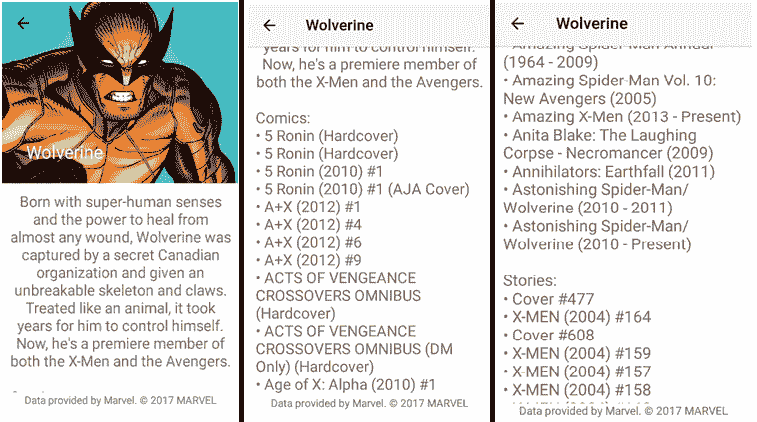 Wolverine
Born with super-human senses
and the power to heal from
almost any wound, Wolverine was
captured by a secret Canadian
organization and given an
unbreakable skeleton and claws.
Treated like an animal, it took
years for him to control himself.
Now, he's a premiere member of
both the X-Men and the Avengers.
Data provided by Marvel. © 2017 MARVEL
Wolverine
years for him to control himself.
Now, he's a premiere member of
both the X-Men and the Avengers.
Comics:
• 5 Ronin (Hardcover)
• 5 Ronin (Hardcover)
• 5 Ronin (2010) #1
• 5 Ronin (2010) #1 (AJA Cover)
• A+X (2012) #1
• A+X (2012) #4
• A+X (2012) #6
• A+X (2012) #9
• ACTS OF VENGEANCE
CROSSOVERS OMNIBUS
(Hardcover)
• ACTS OF VENGEANCE
CROSSOVERS OMNIBUS (DM
Only) (Hardcover)
• Age of X: Alpha (2010) #1
Data provided by Marvel. © 2017 MARVEL
Wolverine
• Amazing Spider-Man Annual
(1964 - 2009)
• Amazing Spider-Man Vol. 10:
New Avengers (2005)
• Amazing X-Men (2013 - Present)
• Anita Blake: The Laughing
Corpse - Necromancer (2009)
• Annihilators: Earthfall (2011)
• Astonishing Spider-Man/
Wolverine (2010 - 2011)
• Astonishing Spider-Man/
Wolverine (2010 - Present)
Stories:
• Cover #477
• X-MEN (2004) #164
• Cover #608
• X-MEN (2004) #159
• X-MEN (2004) #157
• X-MEN (2004) #158
Data provided by Marvel. © 2017 MARVEL